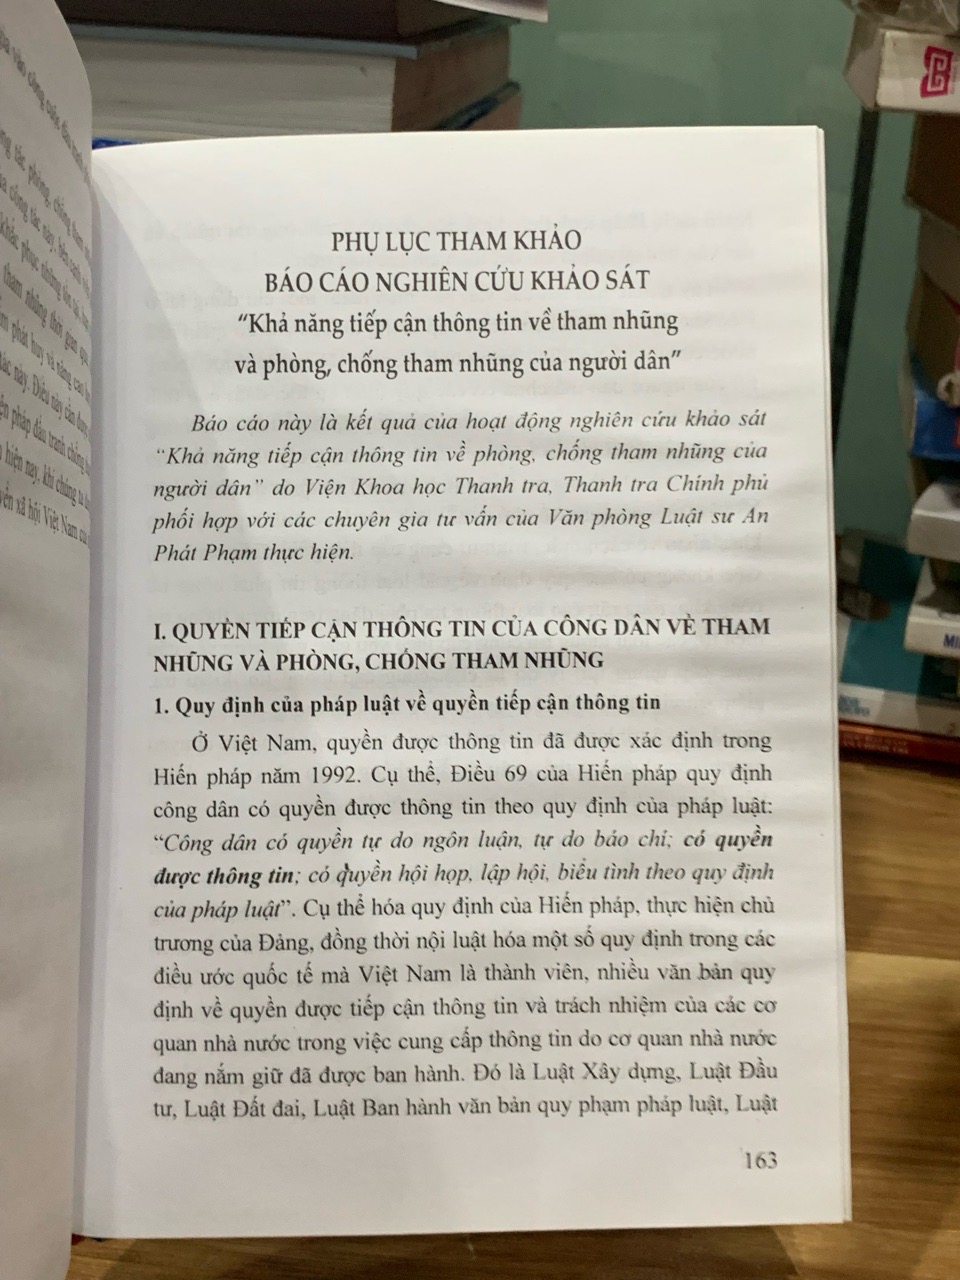 PHỤ LỤC THAM KHẢO
BÁO CÁO NGHIÊN CỨU KHẢO SÁT
“Khả năng tiếp cận thông tin về tham nhũng
và phòng, chống tham nhũng của người dân”
Báo cáo này là kết quả của hoạt động nghiên cứu khảo sát
“Khả năng tiếp cận thông tin về phòng, chống tham nhũng của
người dân” do Viện Khoa học Thanh tra, Thanh tra Chính phủ
phối hợp với các chuyên gia tư vấn của Văn phòng Luật sư An
Phát Phạm thực hiện.
I. QUYỀN TIẾP CẬN THÔNG TIN CỦA CÔNG DÂN VỀ THAM
NHŨNG VÀ PHÒNG, CHỐNG THAM NHŨNG
1. Quy định của pháp luật về quyền tiếp cận thông tin
Ở Việt Nam, quyền được thông tin đã được xác định trong
Hiến pháp năm 1992. Cụ thể, Điều 69 của Hiến pháp quy định
công dân có quyền được thông tin theo quy định của pháp luật:
“Công dân có quyền tự do ngôn luận, tự do báo chí; có quyền
được thông tin; có quyền hội họp, lập hội, biểu tình theo quy định
của pháp luật”. Cụ thể hóa quy định của Hiến pháp, thực hiện chủ
trương của Đảng, đồng thời nội luật hóa một số quy định trong các
điều ước quốc tế mà Việt Nam là thành viên, nhiều văn bản quy
định về quyền được tiếp cận thông tin và trách nhiệm của các cơ
quan nhà nước trong việc cung cấp thông tin do cơ quan nhà nước
đang nắm giữ đã được ban hành. Đó là Luật Xây dựng, Luật Đầu
tư, Luật Đất đai, Luật Ban hành văn bản quy phạm pháp luật, Luật
163